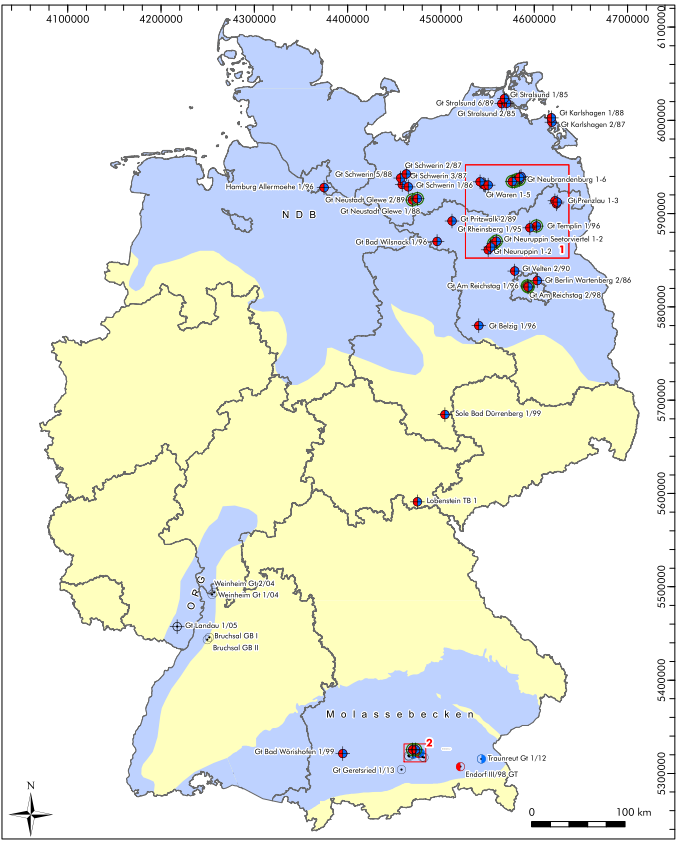 4100000 4200000 4300000 4400000 4500000 4600000 4700000
6100000
6000000
5900000
5800000
5700000
5600000
5500000
5400000
5300000
Gt Stralsund 1/85
Gt Stralsund 6/89
Gt Stralsund 2/85
Gt Karlshagen 1/88
Gt Karlshagen 2/87
Gt Schwerin 2/87
Gt Schwerin 5/88
Gt Schwerin 3/87
Gt Schwerin 1/86
Hamburg Allermoehe 1/96
Gt Neustadt Glewe 2/89
Gt Neustadt Glewe 1/88
Gt Neubrandenburg 1-6
Gt Waren 1-5
Gt Prenzlau 1-3
N D B
Gt Pritzwalk 2/89
Gt Rheinsberg 1/95
Gt Templin 1/96
Gt Bad Wilsnack 1/96
Gt Neuruppin Seetorviertel 1-2
Gt Neuruppin 1-2
1
Gt Velten 2/90
Gt Berlin Wartenberg 2/86
Gt Am Reichstag 1/96
Gt Am Reichstag 2/98
Gt Belzig 1/96
Sole Bad Dürrenberg 1/99
Lobenstein TB 1
O R G
Weinheim Gt 2/04
Weinheim Gt 1/04
Gt Landau 1/05
Bruchsal GB I
Bruchsal GB II
M o l a s s e b e c k e n
2
Gt Bad Wörishofen 1/99
Gt Geretsried 1/13
Traunreut Gt 1/12
Endorf III/98 GT
N
0 100 km